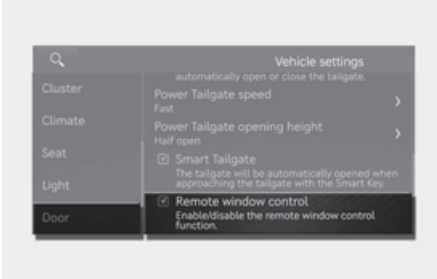 Vehicle settings
automatically open or close the tailgate.
Cluster
Climate
Seat
Light
Door
Power Tailgate speed
Fast
Power Tailgate opening height
Half open
Smart Tailgate
The tailgate will be automatically opened when
approaching the tailgate with the Smart Key.
Remote window control
Enable/disable the remote window control
function.